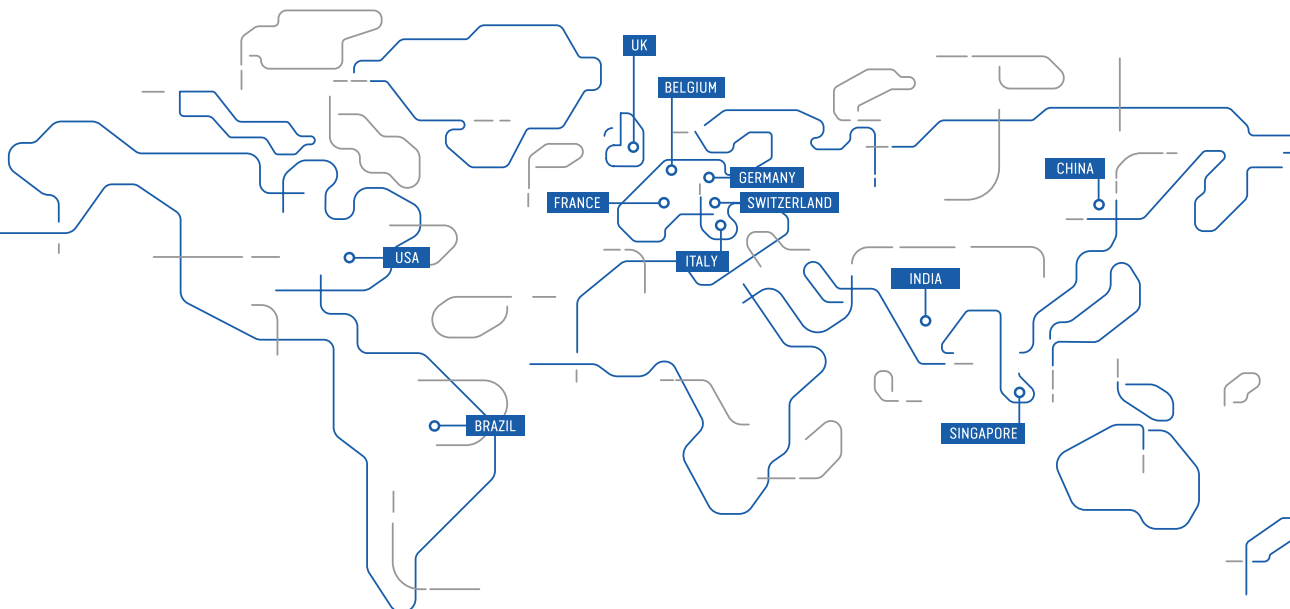 UK
BELGIUM
CHINA
GERMANY
FRANCE
SWITZERLAND
USA
ITALY
INDIA
BRAZIL
SINGAPORE